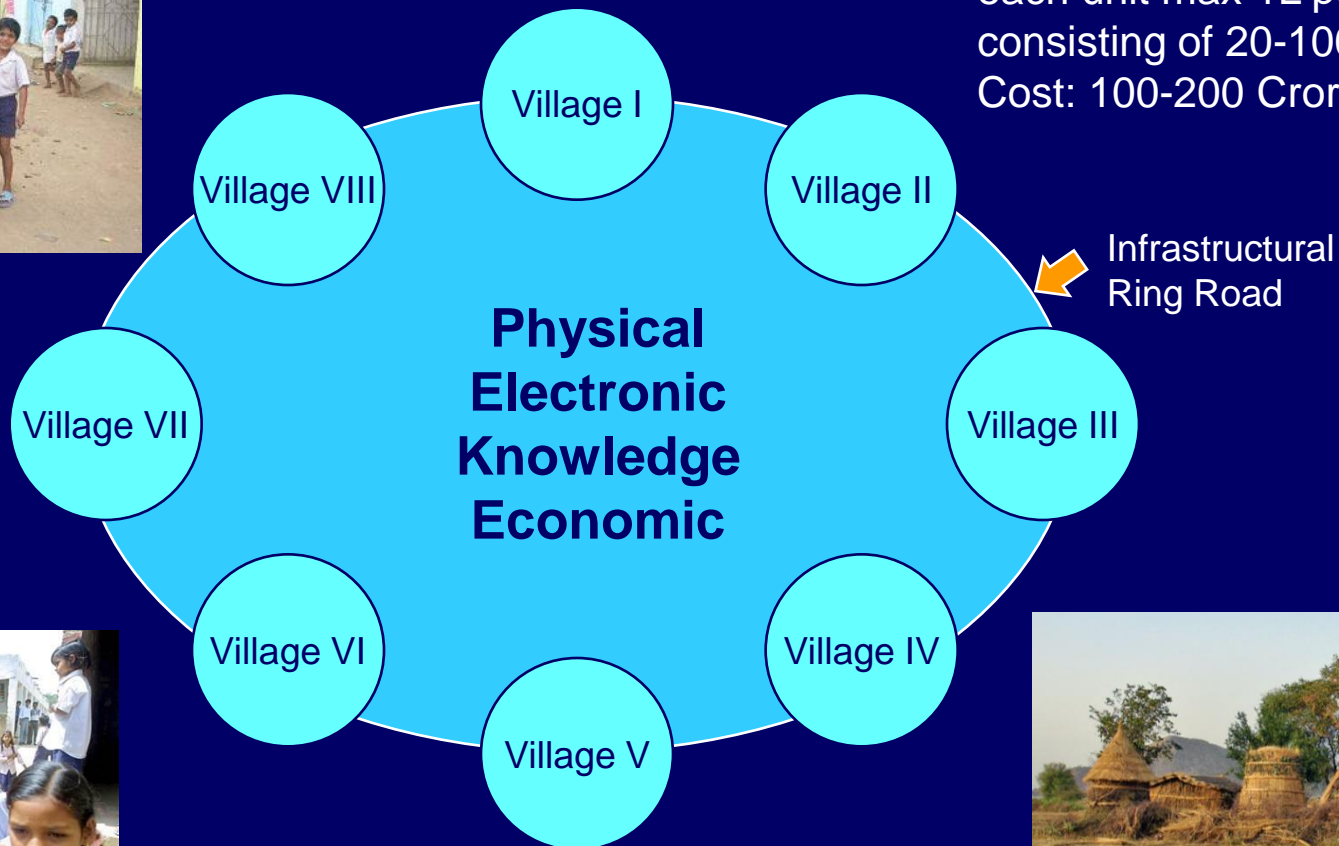 consisting of 20-100
Cost: 100-200 Cror
Village I
Village VIII
Village II
Infrastructural
Ring Road
Physical
Electronic
Knowledge
Economic
Village VII
Village III
Village VI
Village IV
Village V